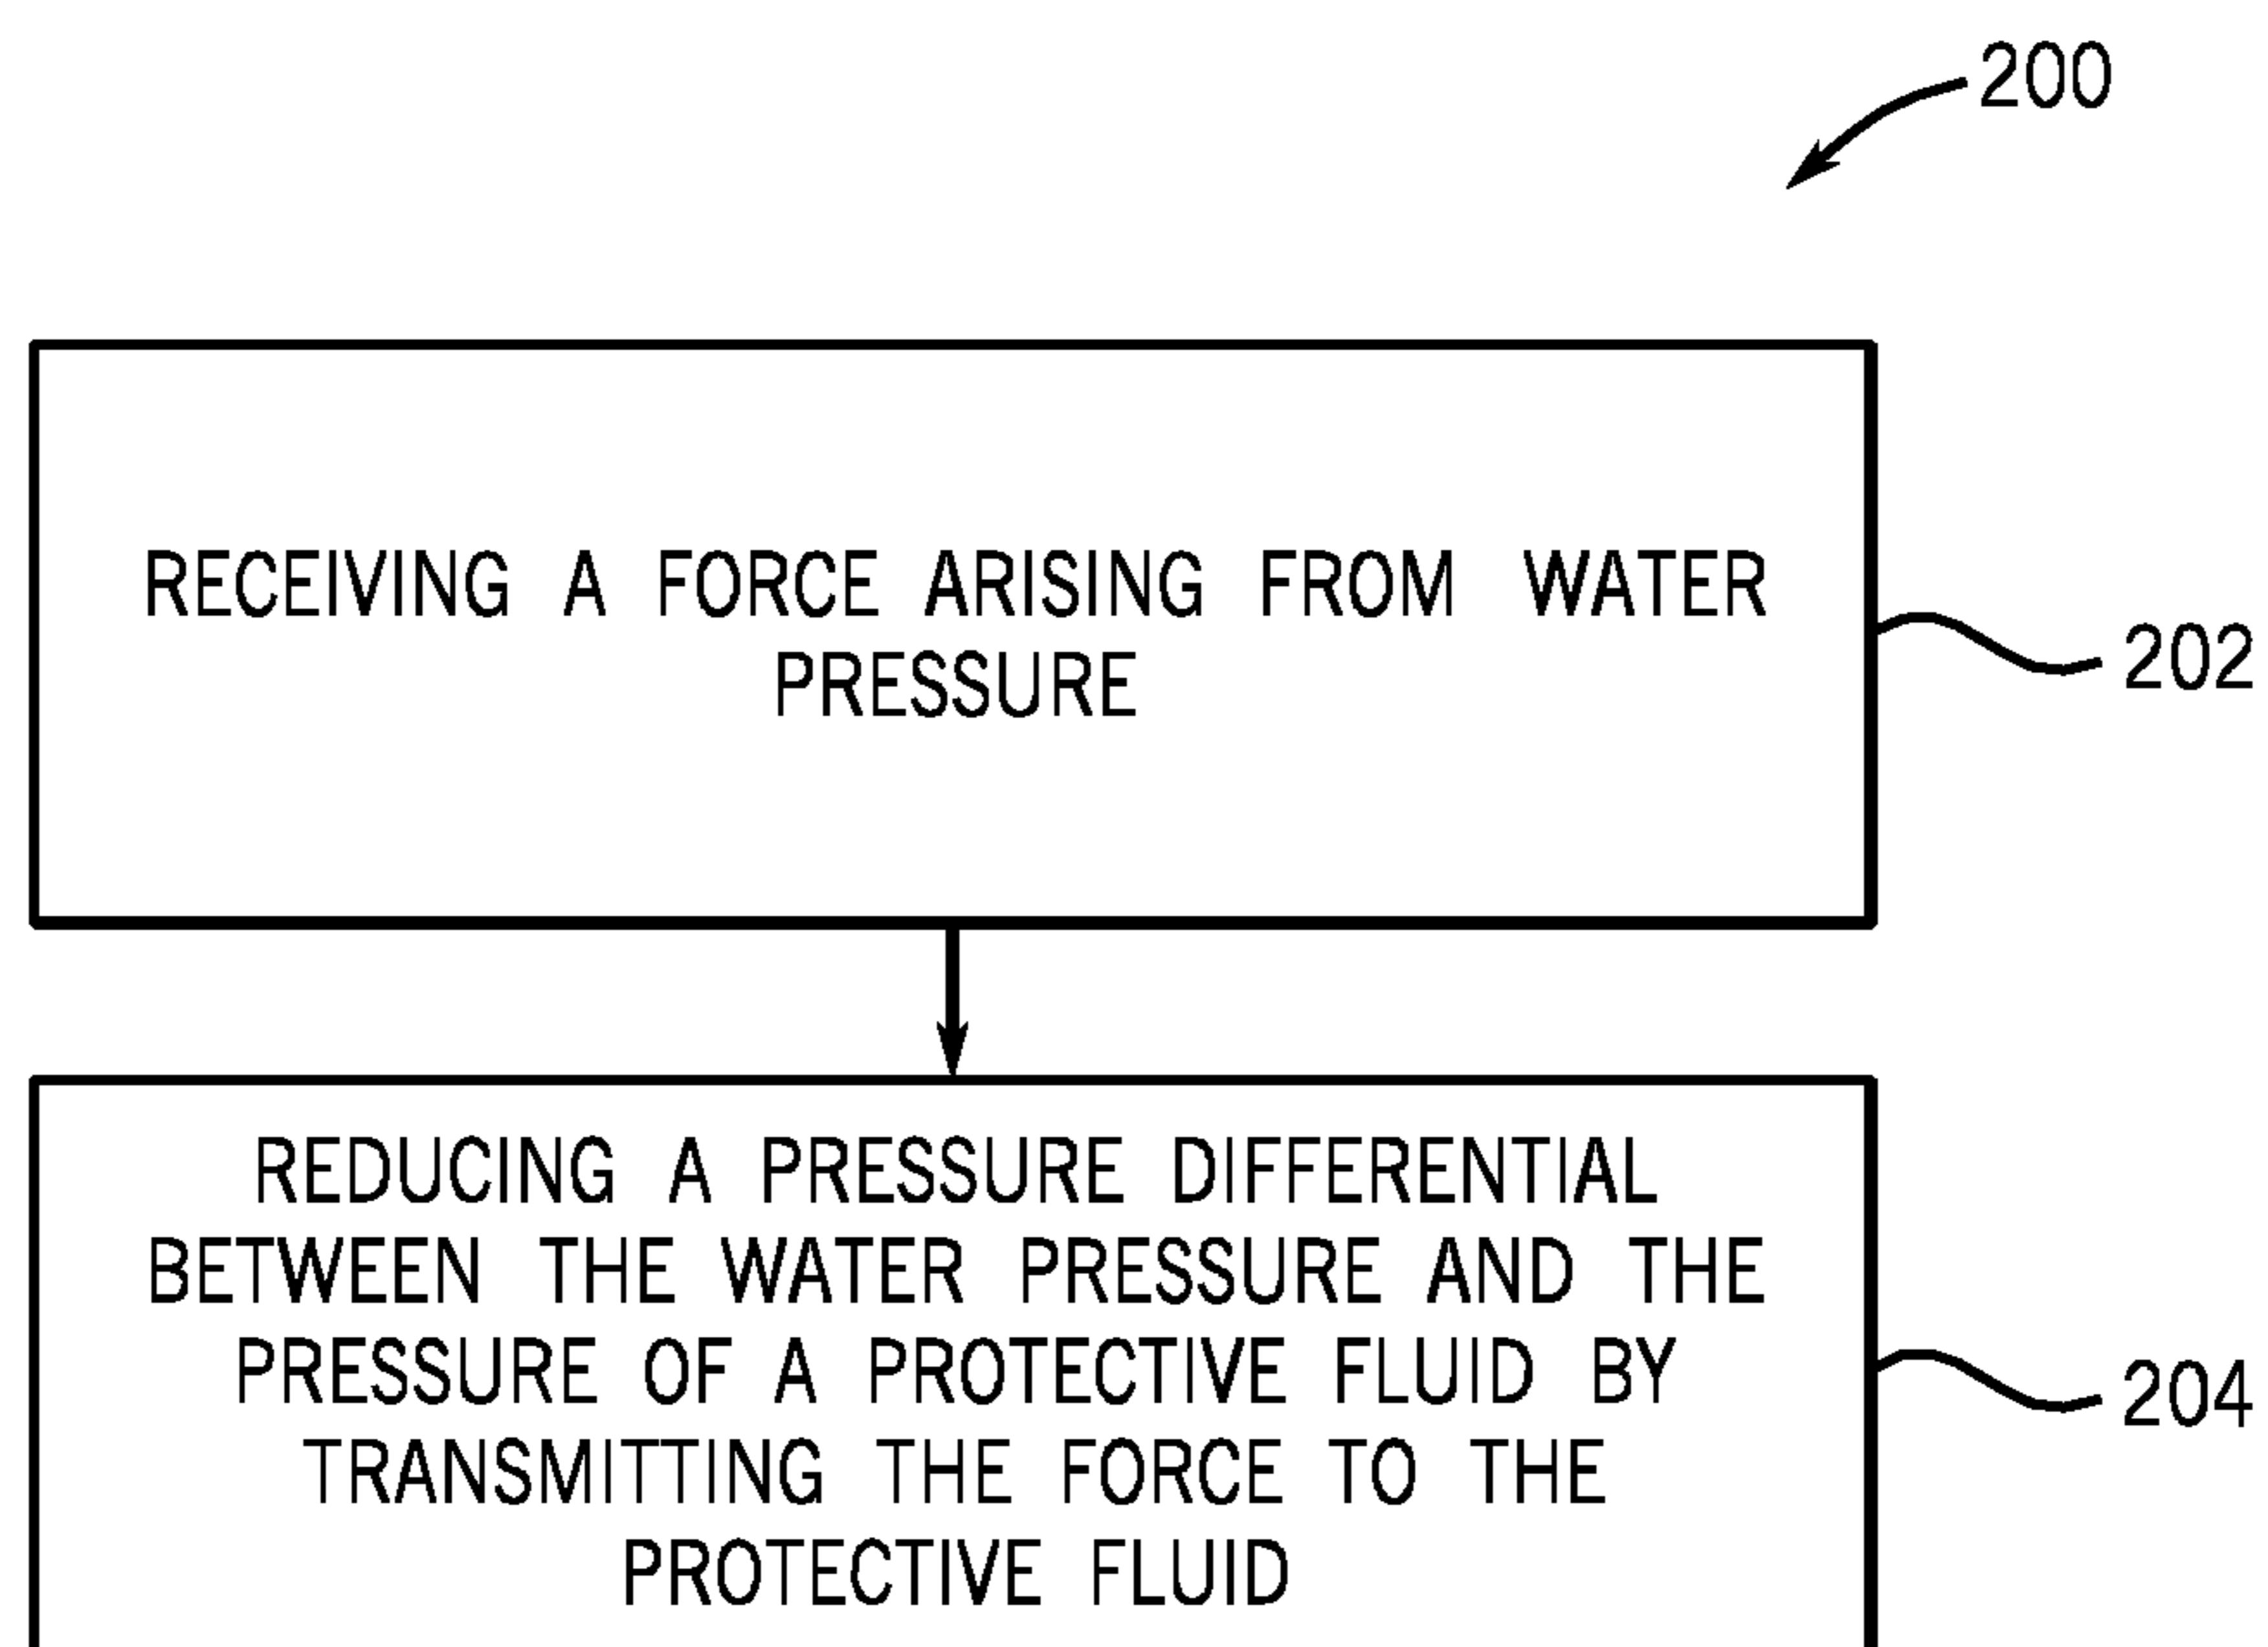 200
RECEIVING A FORCE ARISING FROM WATER
PRESSURE
202
REDUCING A PRESSURE DIFFERENTIAL
BETWEEN THE WATER PRESSURE AND THE
PRESSURE OF A PROTECTIVE FLUID BY
TRANSMITTING THE FORCE TO THE
PROTECTIVE FLUID
204